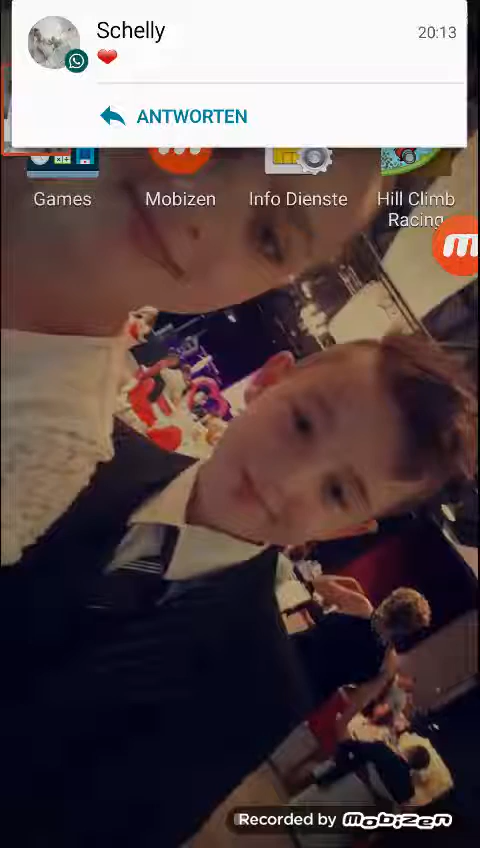 Schelly
20:13
❤
ANTWORTEN
Games
Mobizen
Info Dienste
Hill Climb
Racing
Recorded by Mobizen